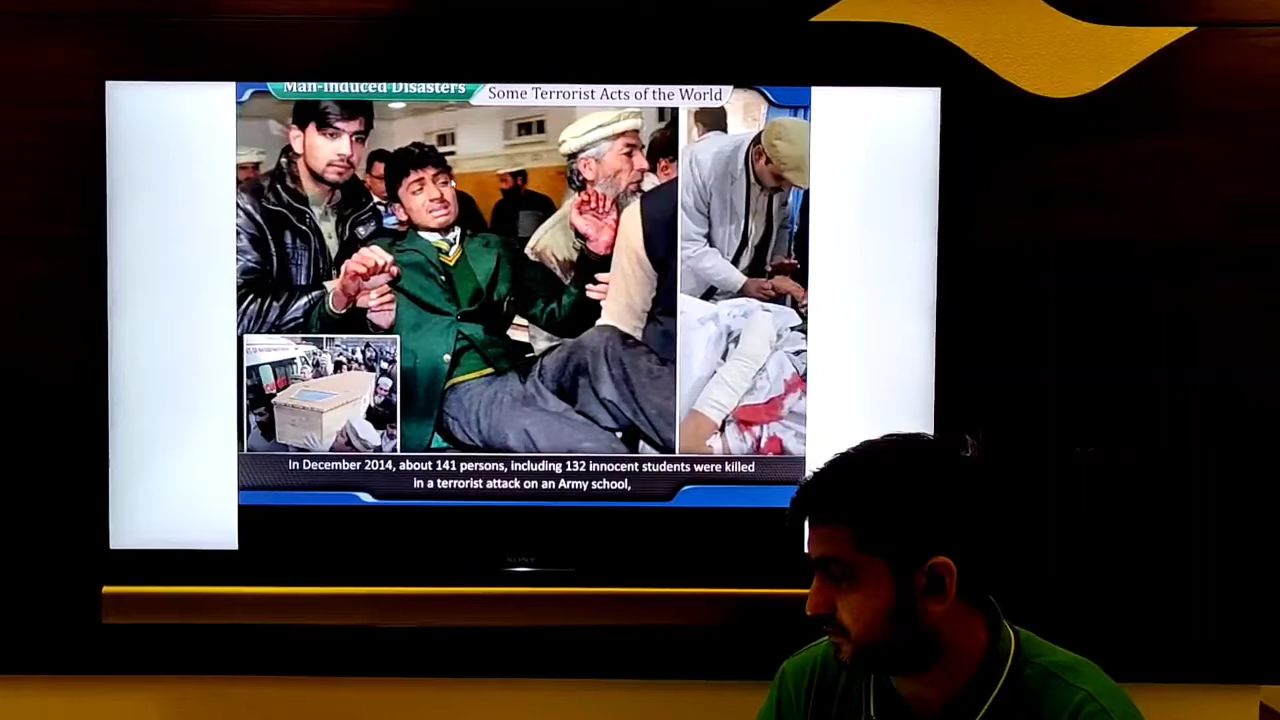 Man-induced Disasters
Some Terrorist Acts of the World
In December 2014, about 141 persons, including 132 innocent students were killed
in a terrorist attack on an Army school,
SONY